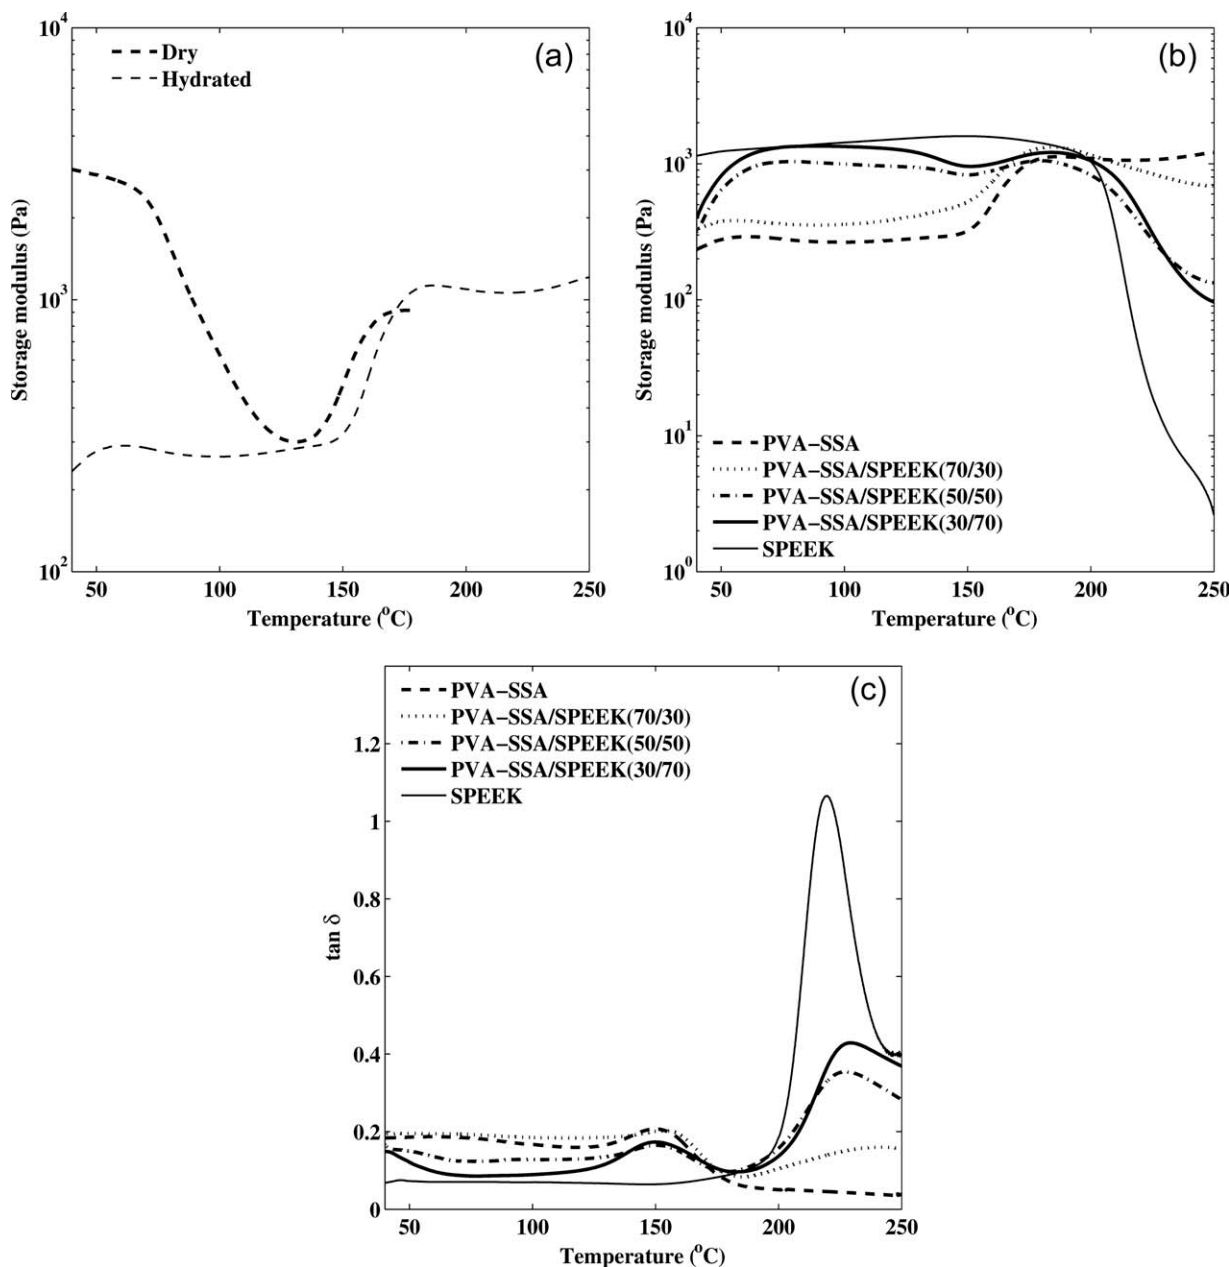 (a)
Dry
Hydrated
Storage modulus (Pa)
10^4
10^3
10^2
50 100 150 200 250
Temperature (°C)
(b)
Storage modulus (Pa)
10^4
10^3
10^2
10^1
10^0
PVA–SSA
PVA–SSA/SPEEK(70/30)
PVA–SSA/SPEEK(50/50)
PVA–SSA/SPEEK(30/70)
SPEEK
50 100 150 200 250
Temperature (°C)
(c)
PVA–SSA
PVA–SSA/SPEEK(70/30)
PVA–SSA/SPEEK(50/50)
PVA–SSA/SPEEK(30/70)
SPEEK
tan δ
1.2
1
0.8
0.6
0.4
0.2
0
50 100 150 200 250
Temperature (°C)